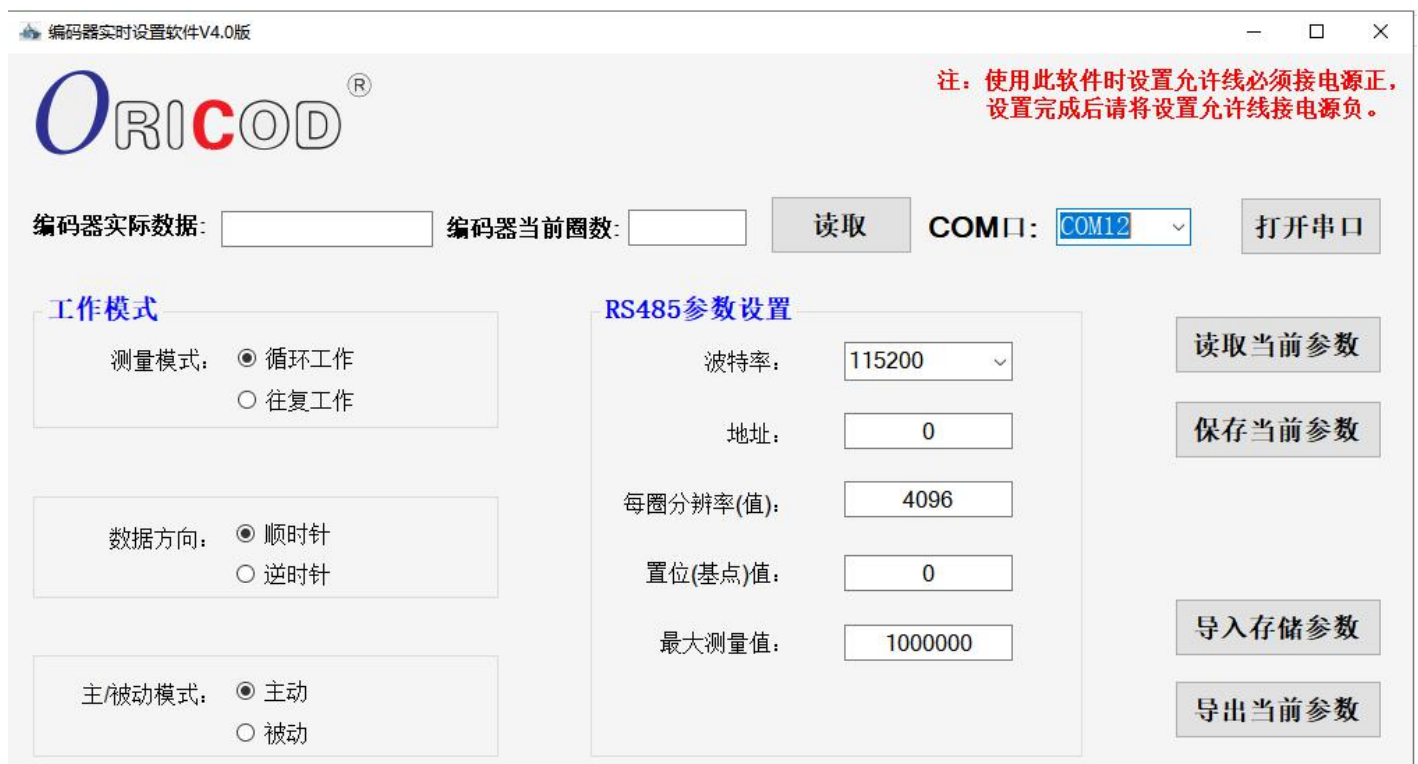 编码器实时设置软件V4.0版
ORICOD®
注：使用此软件时设置允许线必须接电源正，
设置完成后请将设置允许线接电源负。
编码器实际数据: 编码器当前圈数: 读取 COM口: COM12 打开串口
工作模式
测量模式： 循环工作
往复工作
数据方向： 顺时针
逆时针
主/被动模式： 主动
被动
RS485参数设置
波特率： 115200
地址： 0
每圈分辨率(值)： 4096
置位(基点)值： 0
最大测量值： 1000000
读取当前参数
保存当前参数
导入存储参数
导出当前参数